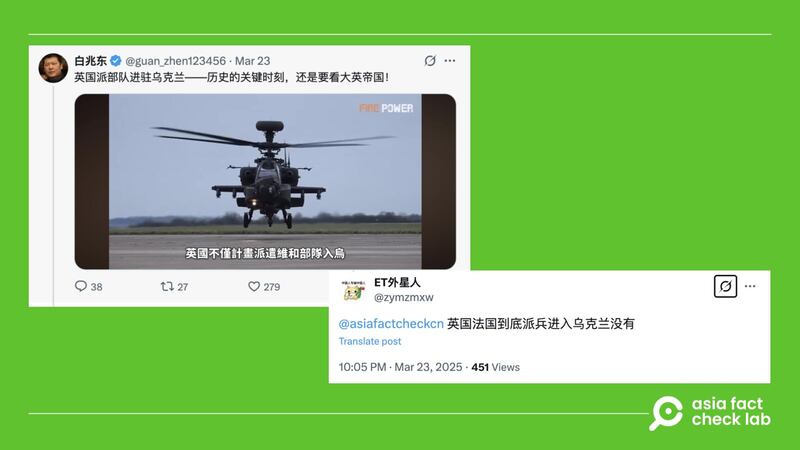 白兆东 @guan_zhen123456 · Mar 23
英国派部队进驻乌克兰——历史的关键时刻，还是要看大英帝国！
FIRE POWER
英國不僅計畫派遣維和部隊入烏
38 27 279
ET外星人
@zymzmxw
@asiafactcheckcn 英国法国到底派兵进入乌克兰没有
Translate post
10:05 PM · Mar 23, 2025 · 451 Views
asia fact
check lab